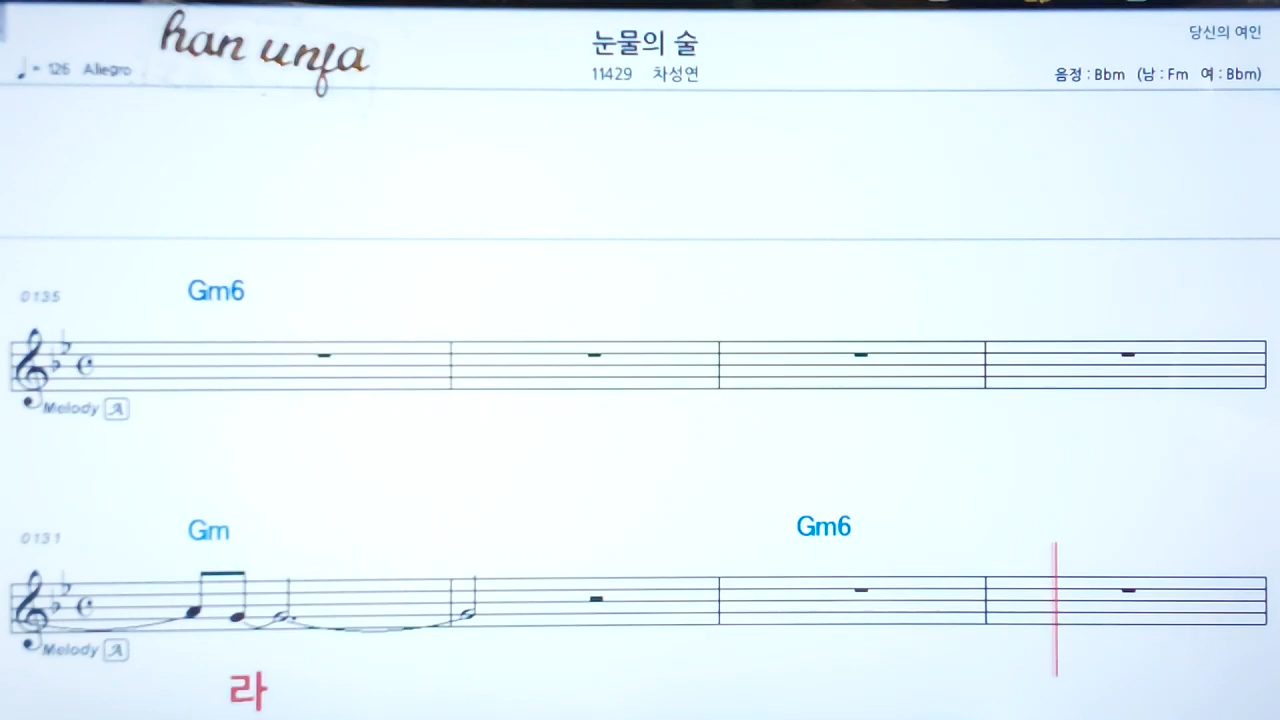 han unfa
♩= 126 Allegro
눈물의 술
11429 차성연
당신의 여인
음정 : Bbm (남 : Fm 여 : Bbm)
0135
Gm6
Melody A
0131
Gm
Gm6
Melody A
라